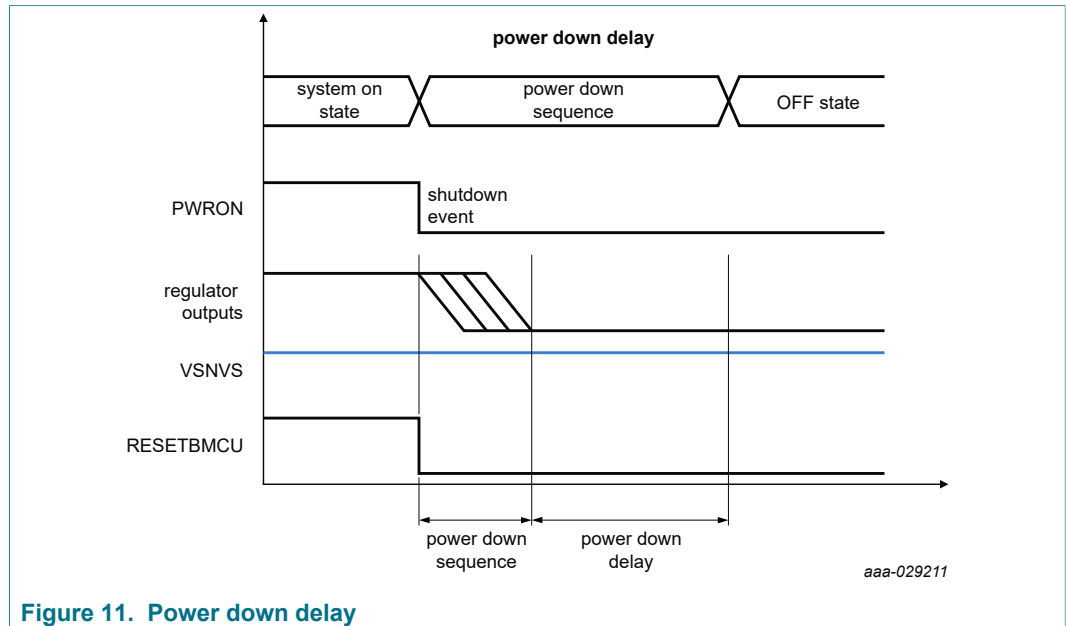 power down delay
system on
state
power down
sequence
OFF state
PWRON
shutdown
event
regulator
outputs
VSNVS
RESETBMCU
power down
sequence
power down
delay
aaa-029211
Figure 11. Power down delay